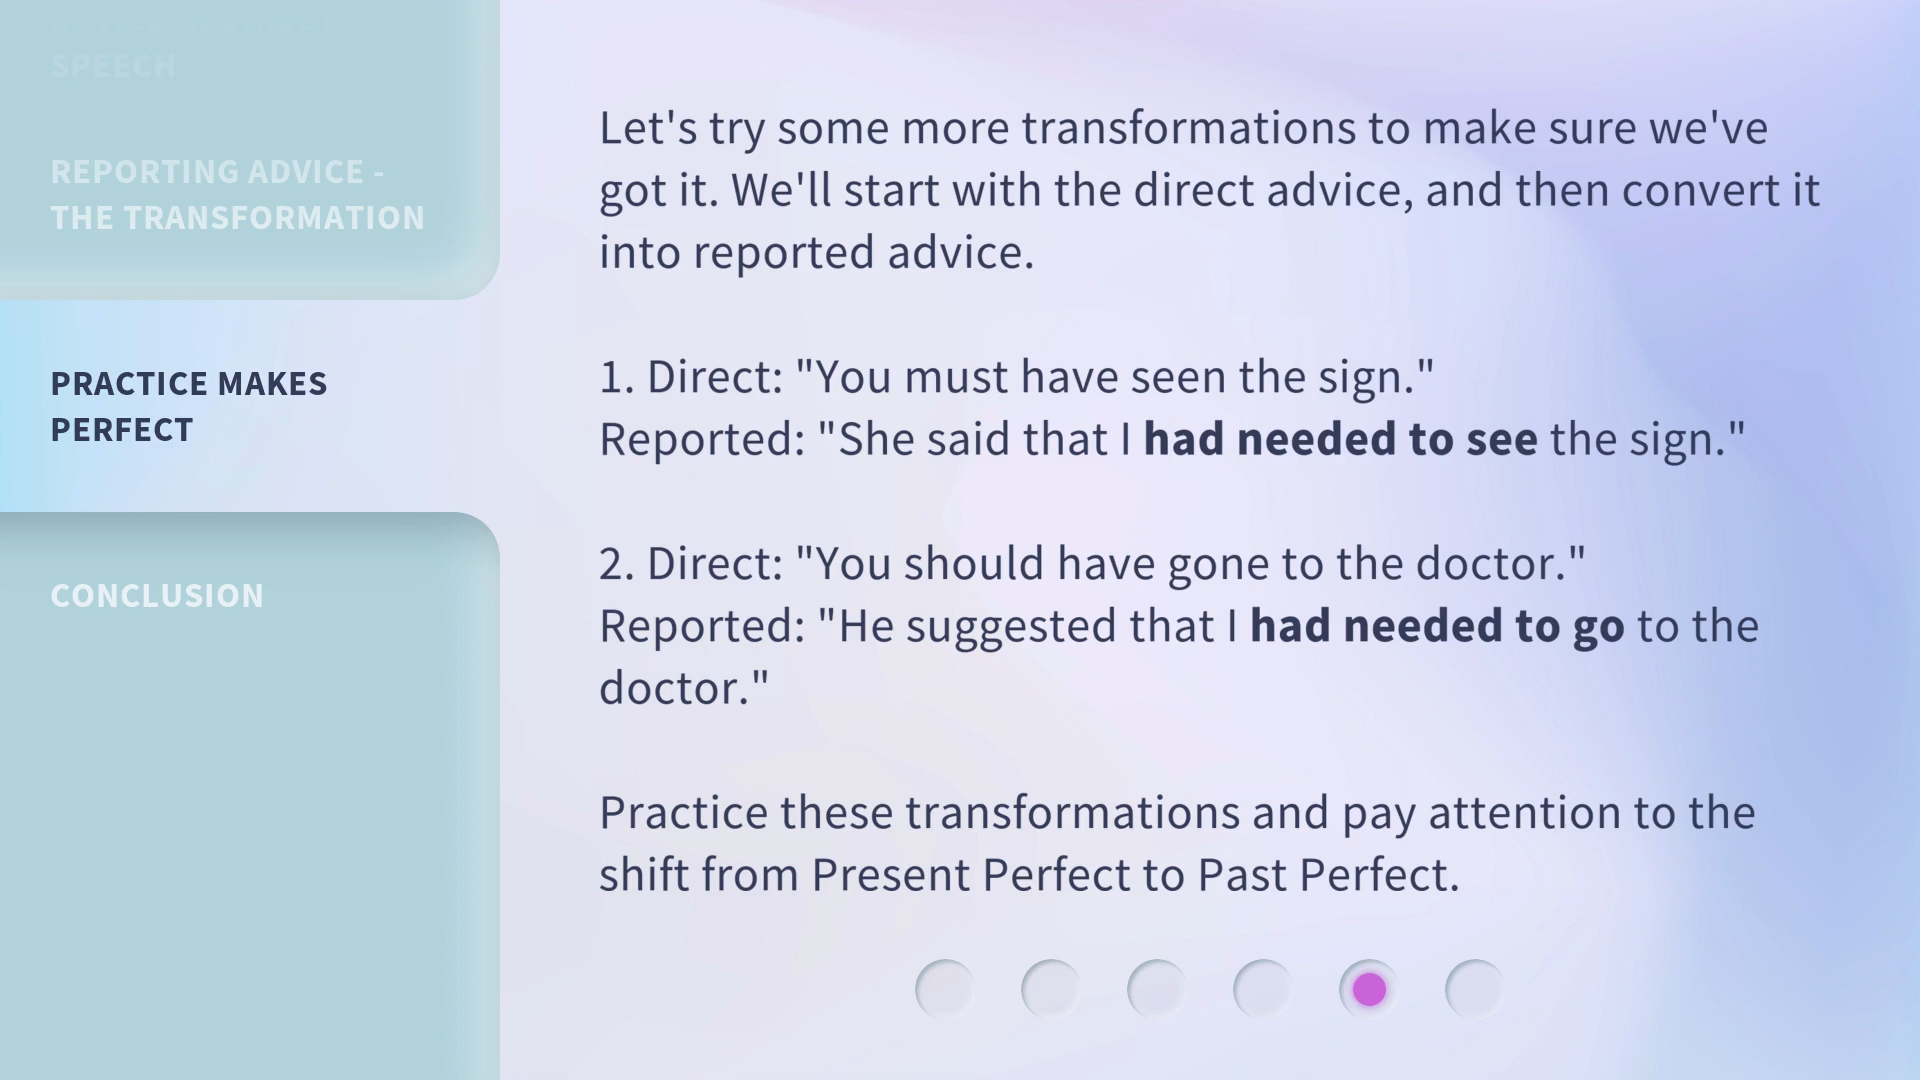 SPEECH
REPORTING ADVICE -
THE TRANSFORMATION
PRACTICE MAKES
PERFECT
CONCLUSION
Let's try some more transformations to make sure we've
got it. We'll start with the direct advice, and then convert it
into reported advice.
1. Direct: "You must have seen the sign."
Reported: "She said that I had needed to see the sign."
2. Direct: "You should have gone to the doctor."
Reported: "He suggested that I had needed to go to the
doctor."
Practice these transformations and pay attention to the
shift from Present Perfect to Past Perfect.